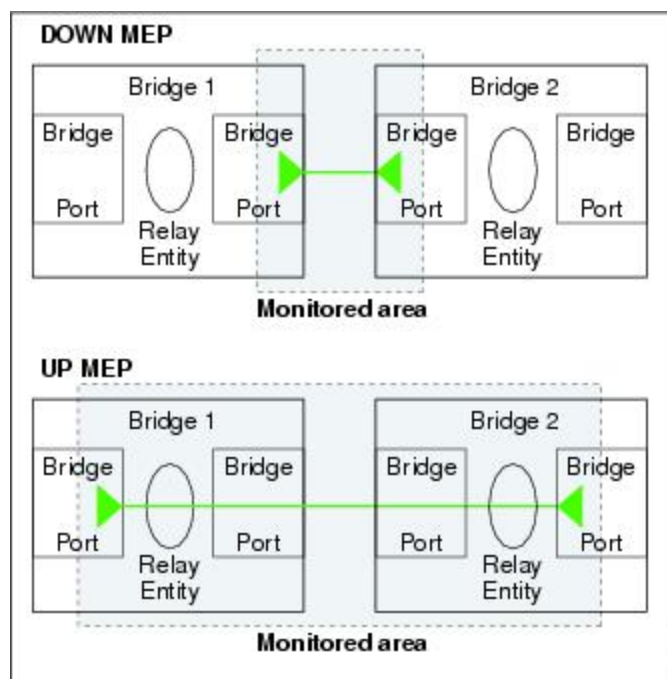 DOWN MEP
Bridge 1
Bridge 2
Bridge
Bridge
Bridge
Bridge
Port
Port
Port
Port
Relay
Entity
Relay
Entity
Monitored area
UP MEP
Bridge 1
Bridge 2
Bridge
Bridge
Bridge
Bridge
Port
Port
Port
Port
Relay
Entity
Relay
Entity
Monitored area